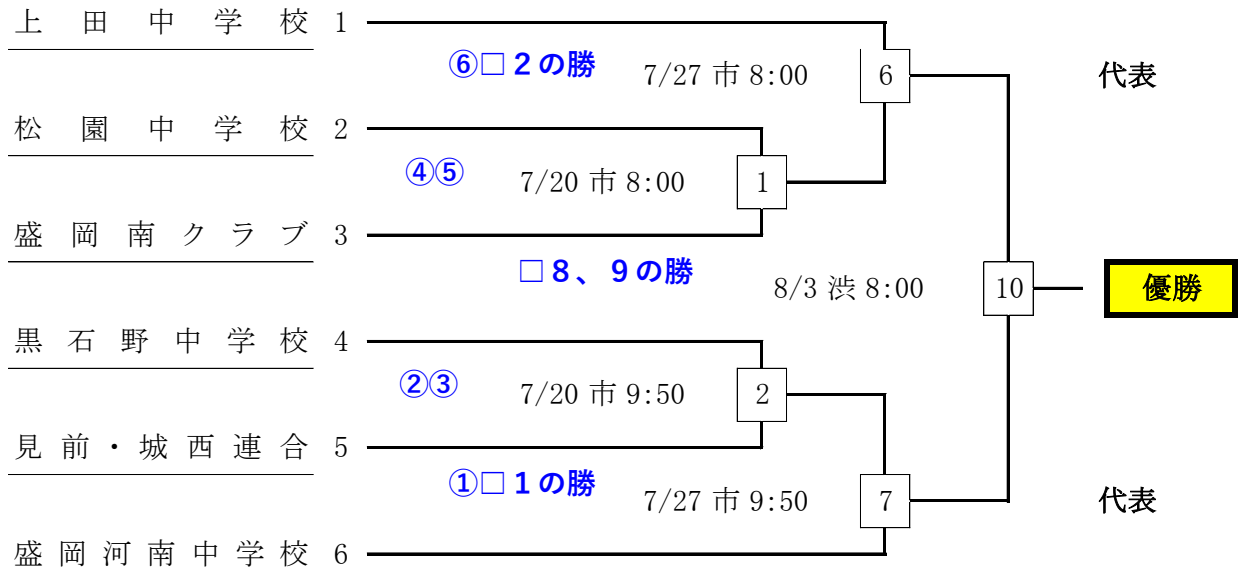 上田中学校 1
⑥□２の勝 7/27 市 8:00 6 代表
松園中学校 2
④⑤ 7/20 市 8:00 1
盛岡南クラブ 3
□８、９の勝 8/3 渋 8:00 10 優勝
黒石野中学校 4
②③ 7/20 市 9:50 2
見前・城西連合 5
①□１の勝 7/27 市 9:50 7 代表
盛岡河南中学校 6